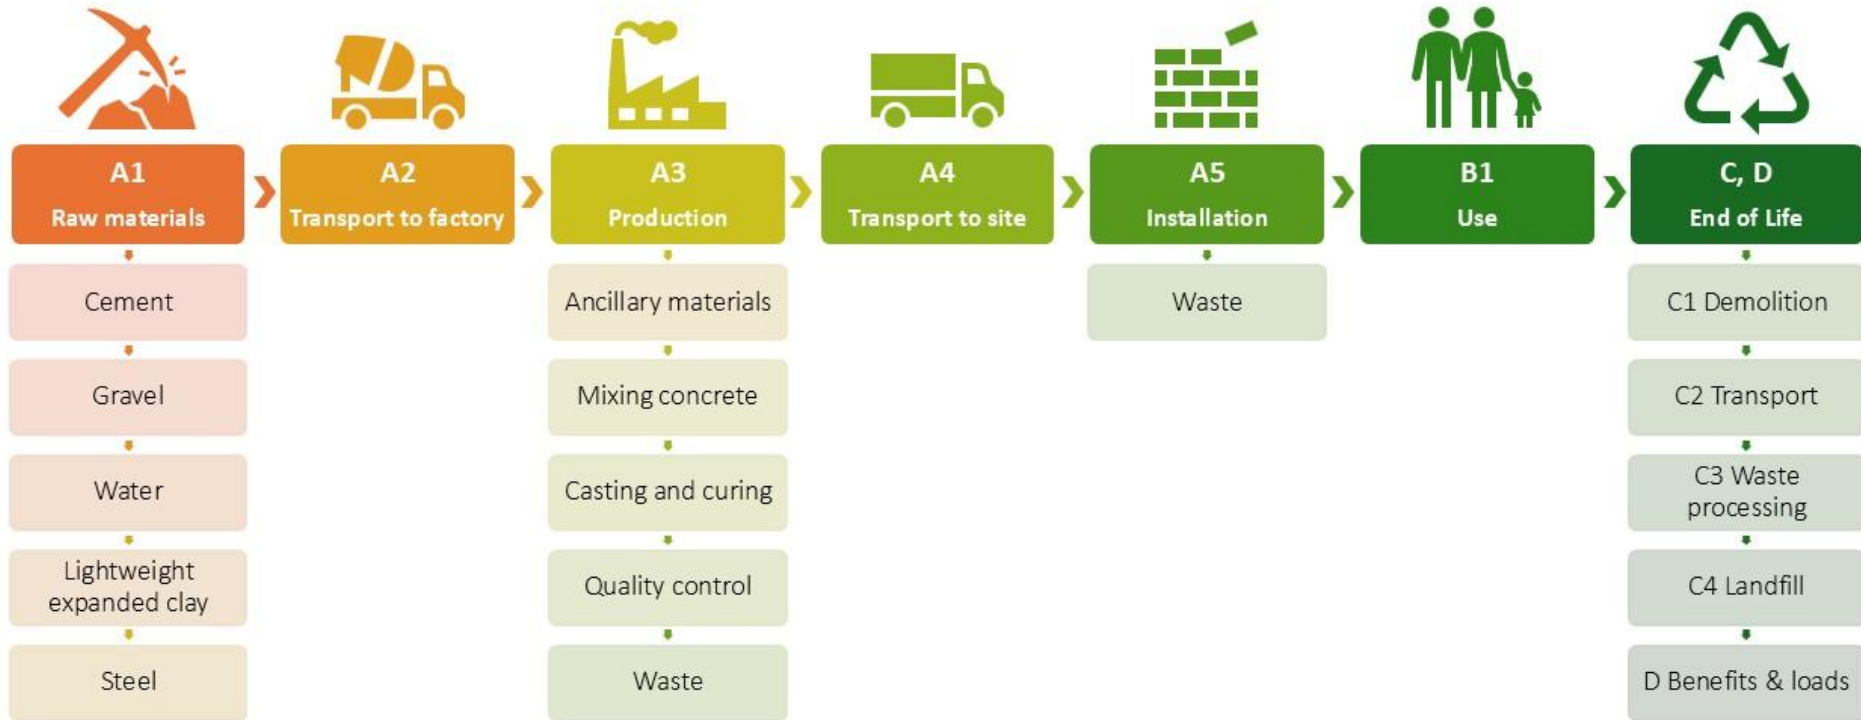 A1
Raw materials
A2
Transport to factory
A3
Production
A4
Transport to site
A5
Installation
B1
Use
C, D
End of Life
Cement
Gravel
Water
Lightweight
expanded clay
Steel
Ancillary materials
Mixing concrete
Casting and curing
Quality control
Waste
Waste
C1 Demolition
C2 Transport
C3 Waste
processing
C4 Landfill
D Benefits & loads